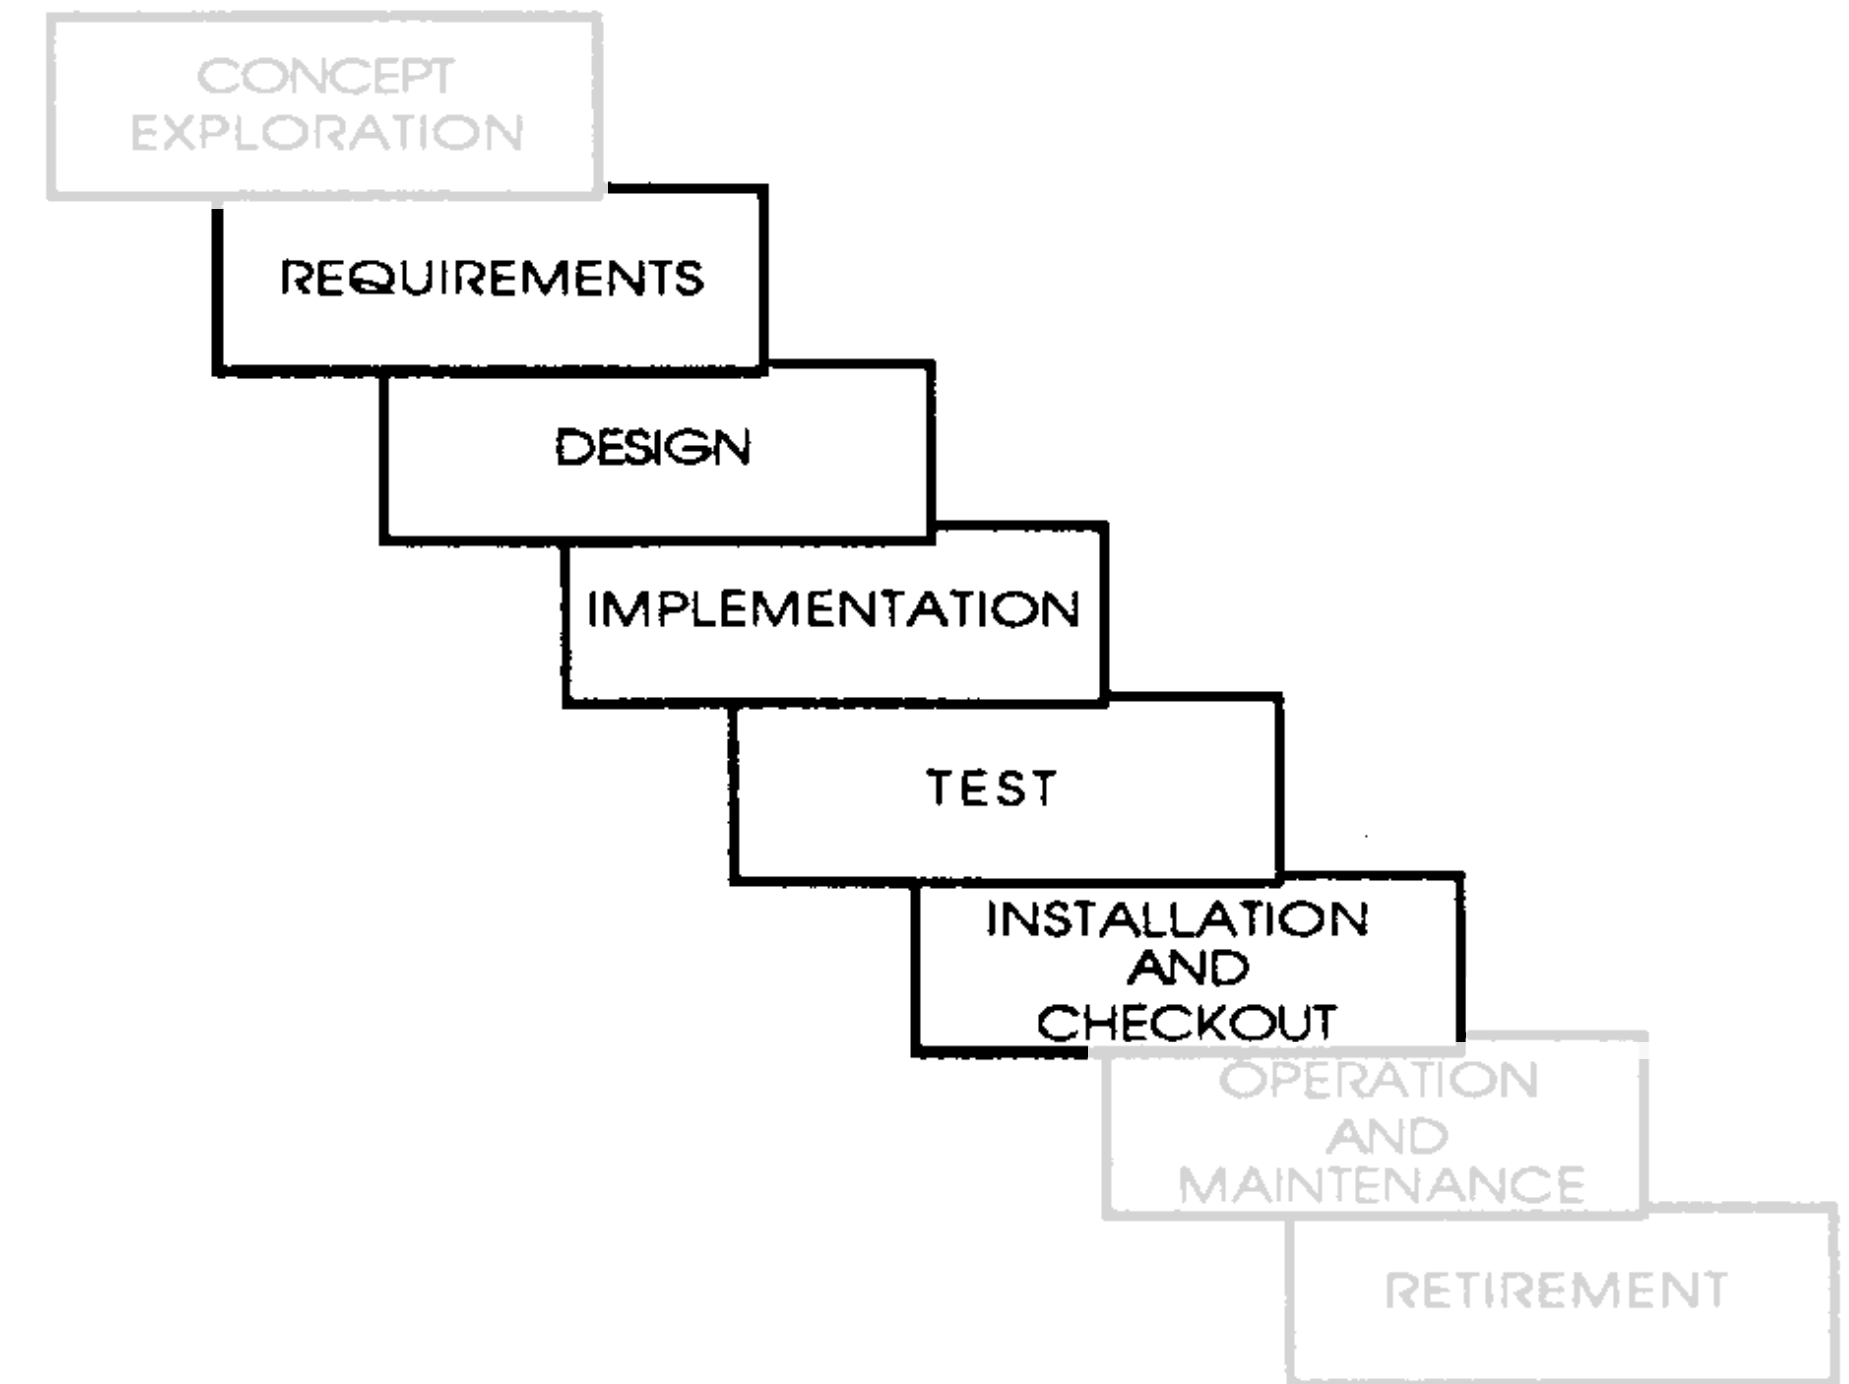 CONCEPT
EXPLORATION
REQUIREMENTS
DESIGN
IMPLEMENTATION
TEST
INSTALLATION
AND
CHECKOUT
OPERATION
AND
MAINTENANCE
RETIREMENT